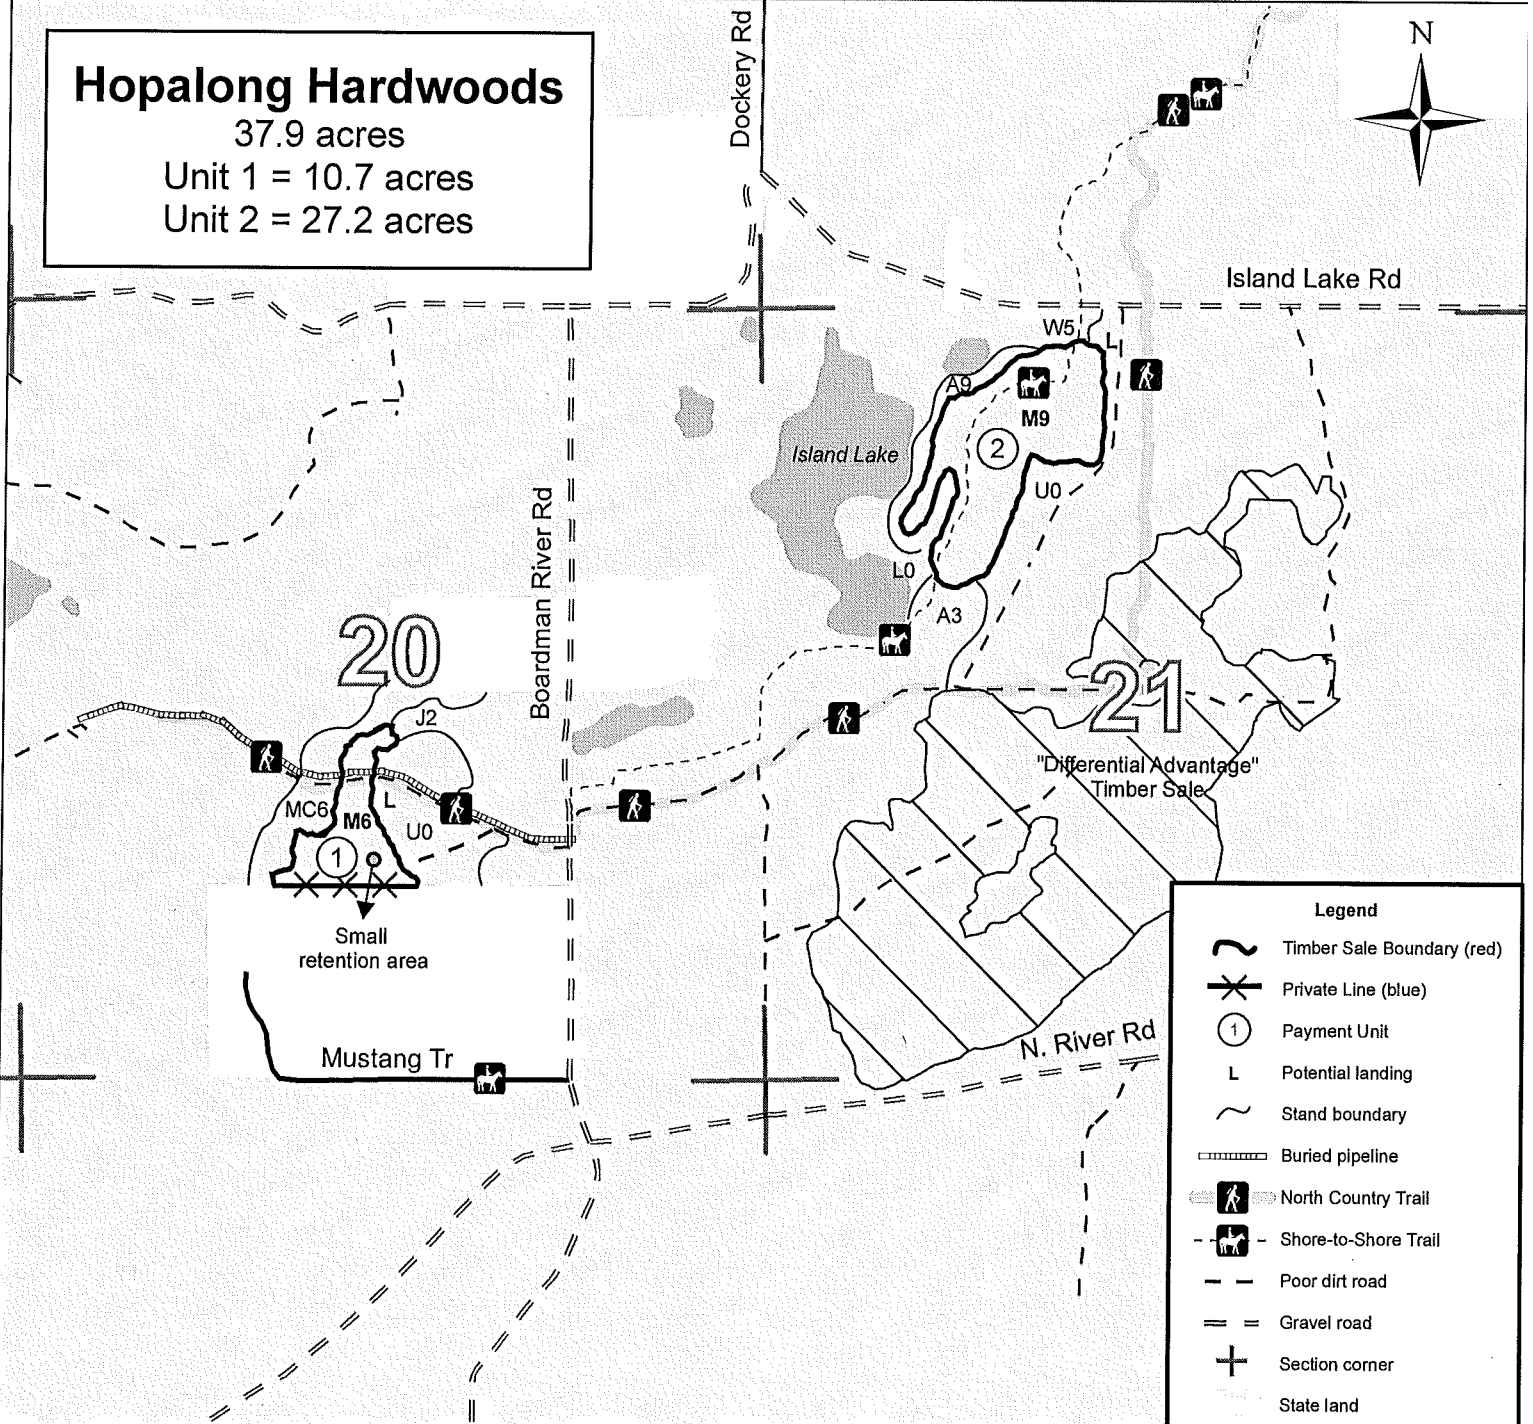 Hopalong Hardwoods
37.9 acres
Unit 1 = 10.7 acres
Unit 2 = 27.2 acres
Dockery Rd
N
Island Lake Rd
W5
L
A9
M9
Island Lake
2
U0
Boardman River Rd
L0
A3
20
21
J2
"Differential Advantage"
Timber Sale
MC6
L
M6
U0
1
Small
retention area
Mustang Tr
N. River Rd
Legend
Timber Sale Boundary (red)
Private Line (blue)
1
Payment Unit
L
Potential landing
Stand boundary
Buried pipeline
North Country Trail
Shore-to-Shore Trail
Poor dirt road
Gravel road
Section corner
State land